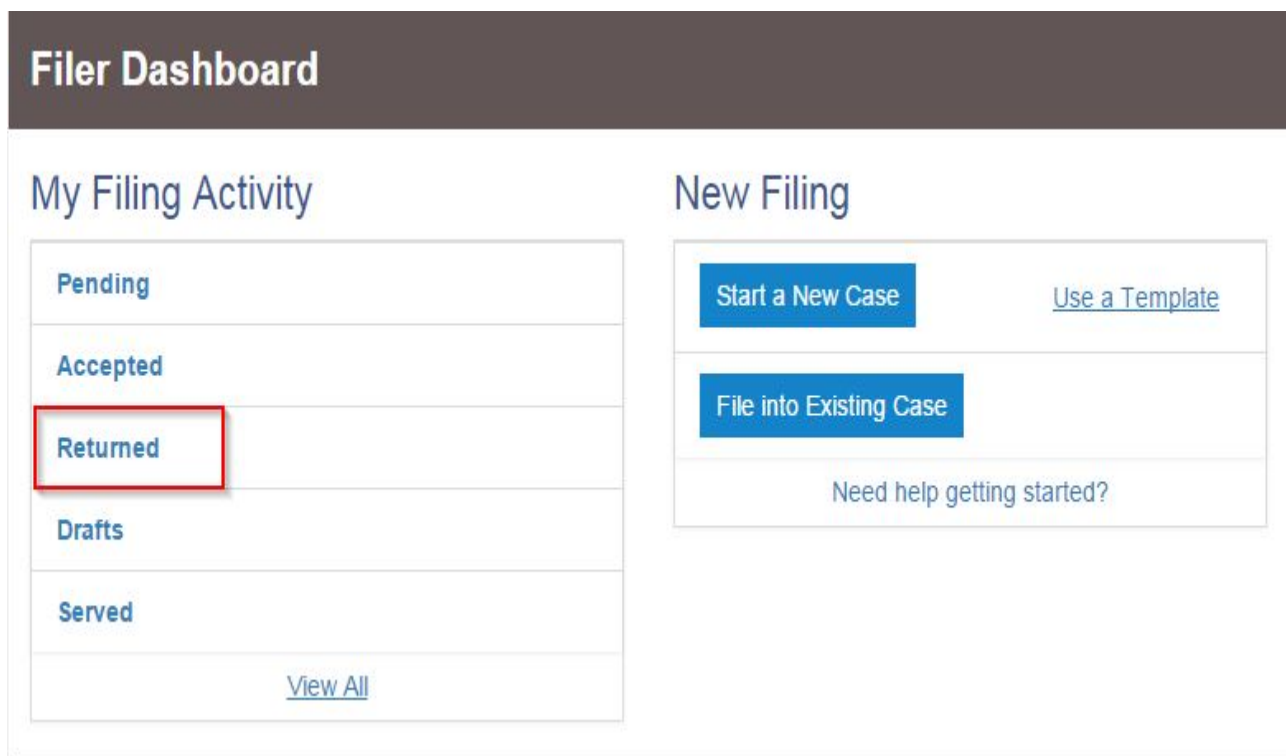 Filer Dashboard
My Filing Activity
Pending
Accepted
Returned
Drafts
Served
View All
New Filing
Start a New Case
Use a Template
File into Existing Case
Need help getting started?